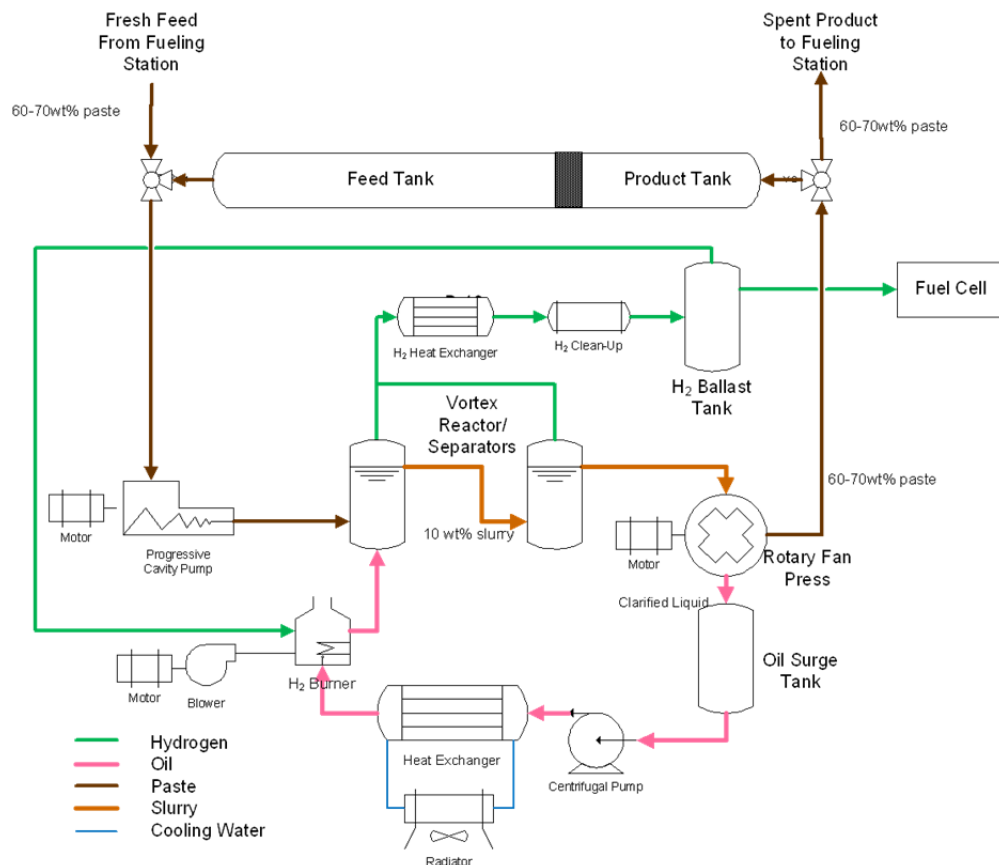 Fresh Feed
From Fueling
Station
Spent Product
to Fueling
Station
60-70wt% paste
60-70wt% paste
Feed Tank
Product Tank
Fuel Cell
H₂ Heat Exchanger
H₂ Clean-Up
H₂ Ballast
Tank
Vortex
Reactor/
Separators
60-70wt% paste
10 wt% slurry
Motor
Progressive
Cavity Pump
Motor
Rotary Fan
Press
Clarified Liquid
Oil Surge
Tank
Motor
Blower
H₂ Burner
Heat Exchanger
Centrifugal Pump
Radiator
Hydrogen
Oil
Paste
Slurry
Cooling Water